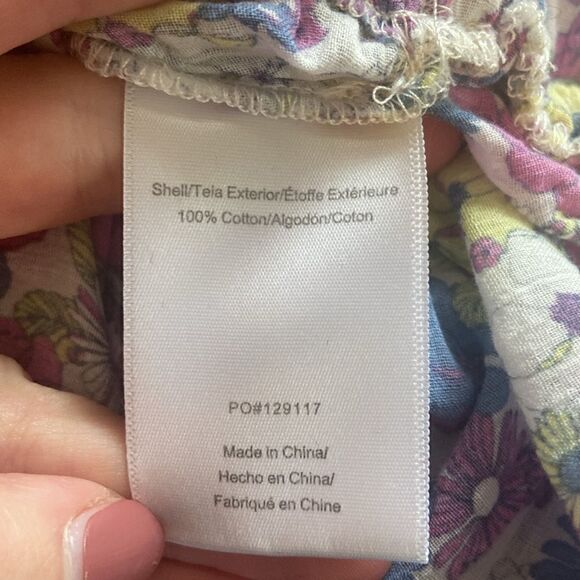 Shell/Tela Exterior/Étoffe Extérieure
100% Cotton/Algodón/Coton
PO#129117
Made in China/
Hecho en China/
Fabriqué en Chine